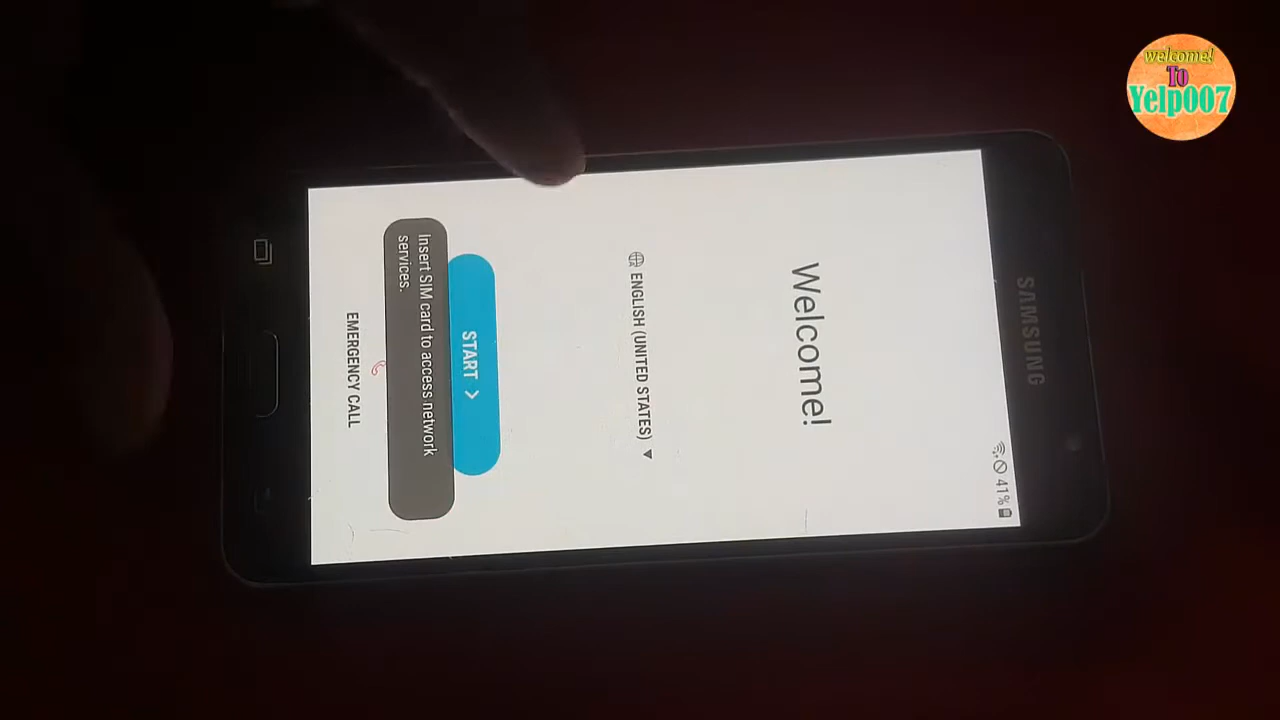 welcome!
To
Yelp007
SAMSUNG
41%
Welcome!
ENGLISH (UNITED STATES)
START >
Insert SIM card to access network
services.
EMERGENCY CALL